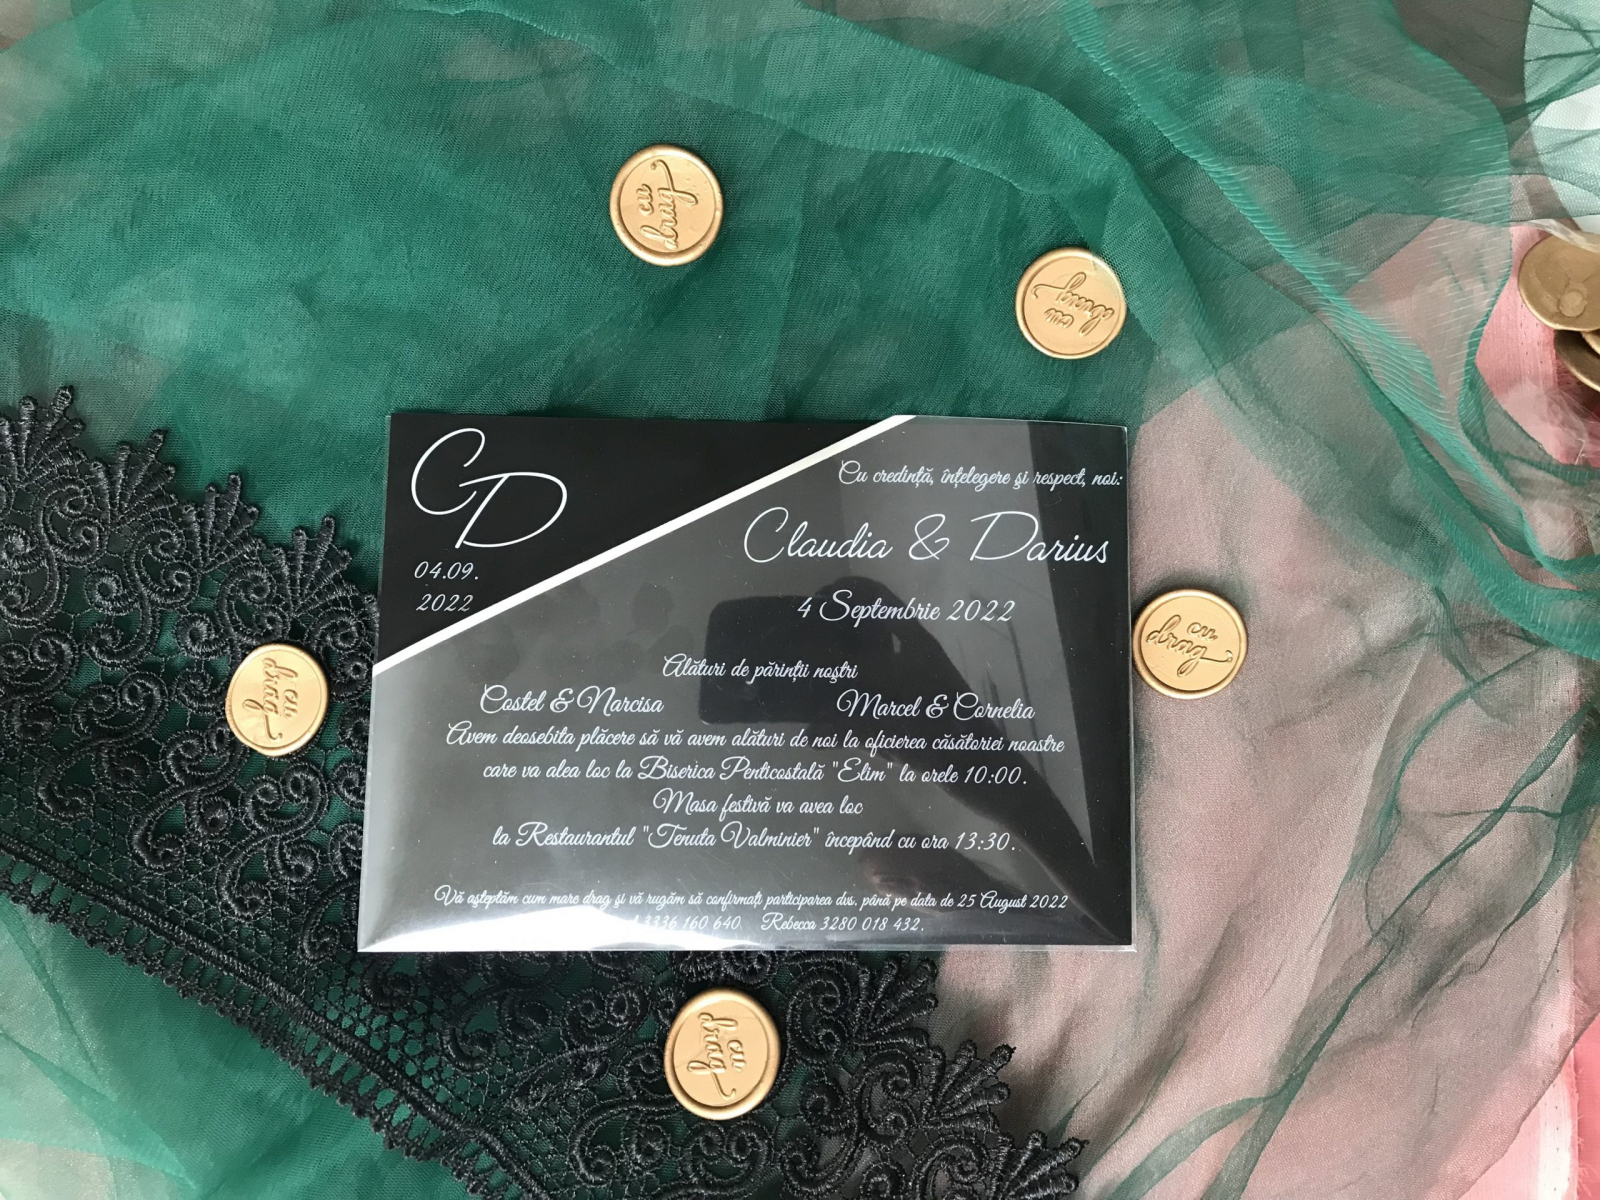 CD
04.09.
2022
Cu credință, înțelegere și respect, noi:
Claudia & Darius
4 Septembrie 2022
Alături de părinții noștri
Costel & Narcisa
Marcel & Cornelia
Avem deosebita plăcere să vă avem alături de noi la oficierea căsătoriei noastre
care va alea loc la Biserica Penticostală "Elim" la orele 10:00.
Masa festivă va avea loc
la Restaurantul "Tenuta Valminier" începând cu ora 13:30.
Vă așteptăm cum mare drag și vă rugăm să confirmați participarea dvs. până pe data de 25 August 2022
3336 160 640. Rebecca 3280 018 432.
cu
drag
cu
drag
cu
drag
cu
drag
cu
drag